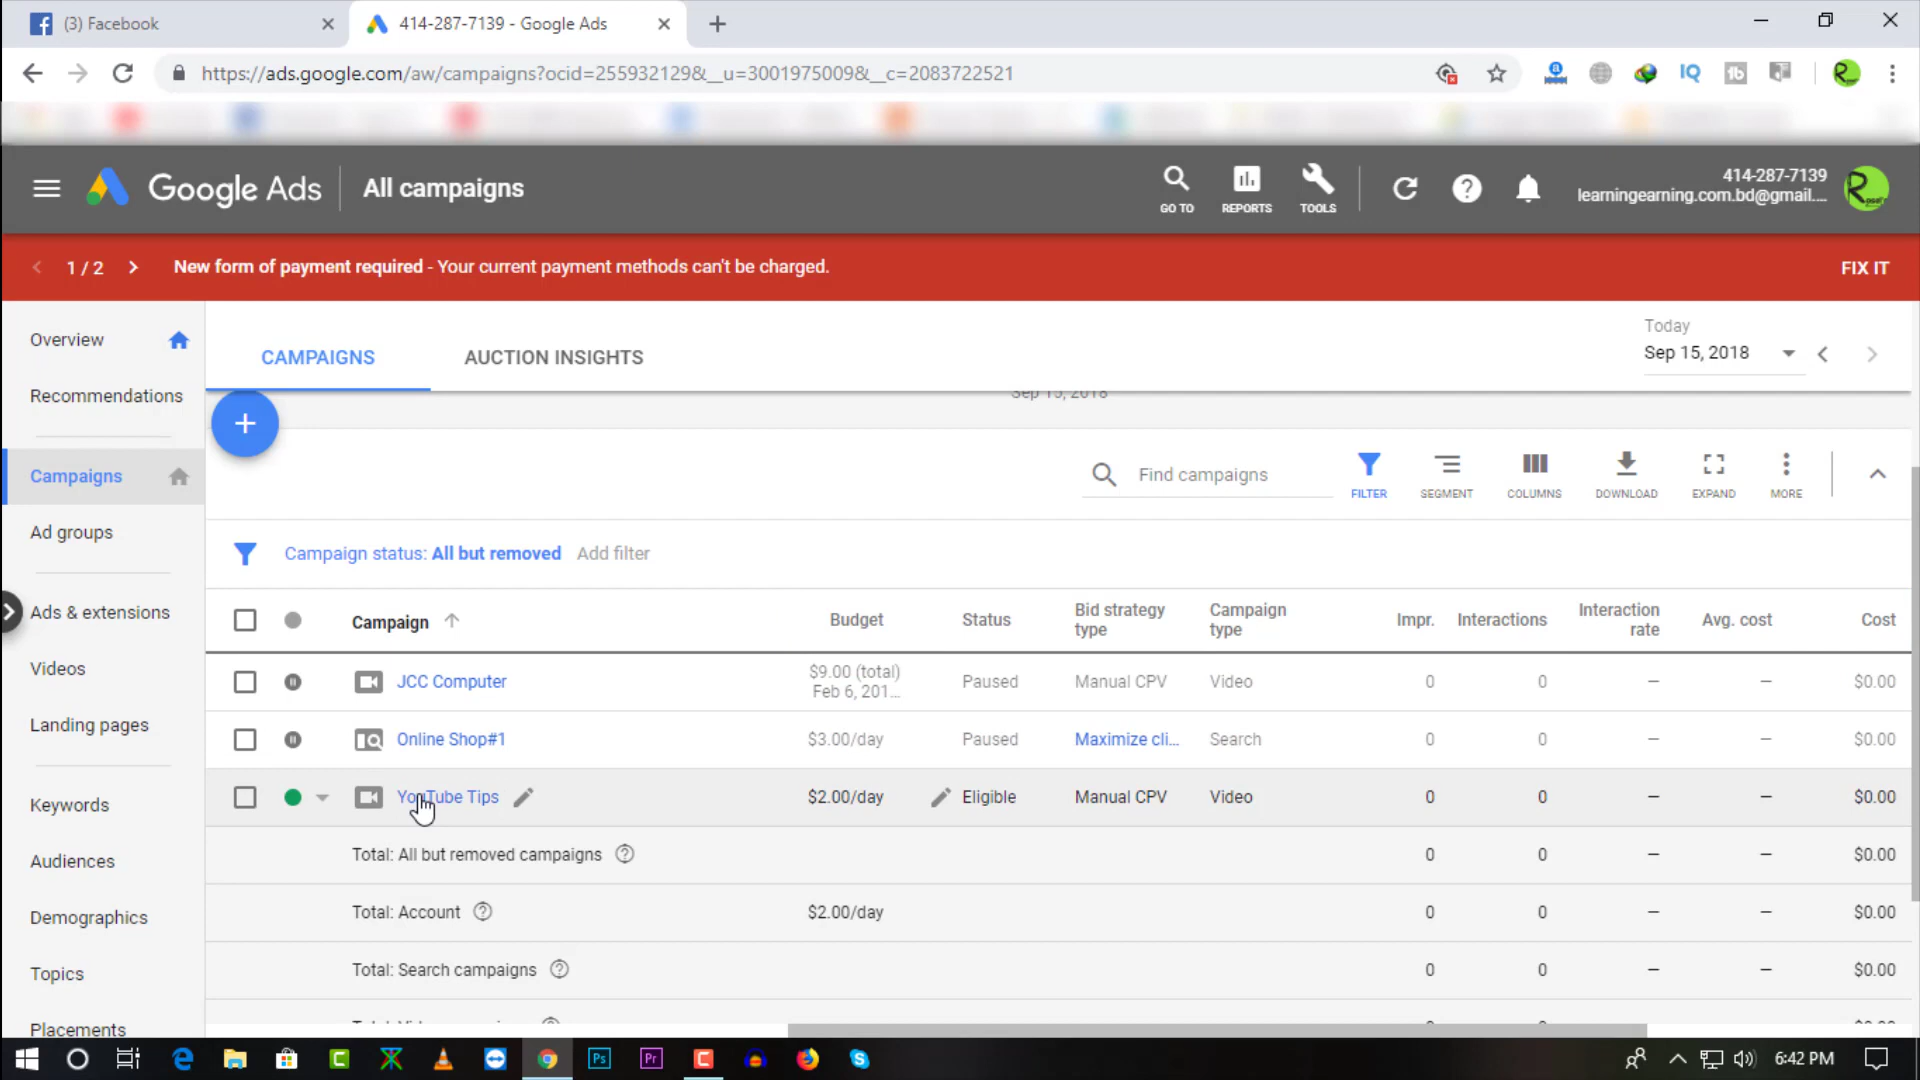 (3) Facebook
414-287-7139 - Google Ads
https://ads.google.com/aw/campaigns?ocid=255932129&__u=3001975009&__c=2083722521
Google Ads
All campaigns
GO TO
REPORTS
TOOLS
414-287-7139
learningearning.com.bd@gmail....
1 / 2
New form of payment required - Your current payment methods can't be charged.
FIX IT
Overview
Recommendations
Campaigns
Ad groups
Ads & extensions
Videos
Landing pages
Keywords
Audiences
Demographics
Topics
Placements
CAMPAIGNS
AUCTION INSIGHTS
Today
Sep 15, 2018
Sep 15, 2018
Find campaigns
FILTER
SEGMENT
COLUMNS
DOWNLOAD
EXPAND
MORE
Campaign status: All but removed
Add filter
Campaign Budget Status Bid strategy type Campaign type Impr. Interactions Interaction rate Avg. cost Cost
JCC Computer $9.00 (total) Feb 6, 201... Paused Manual CPV Video 0 0 — — $0.00
Online Shop#1 $3.00/day Paused Maximize cli... Search 0 0 — — $0.00
YouTube Tips $2.00/day Eligible Manual CPV Video 0 0 — — $0.00
Total: All but removed campaigns 0 0 — — $0.00
Total: Account $2.00/day 0 0 — — $0.00
Total: Search campaigns 0 0 — — $0.00
6:42 PM